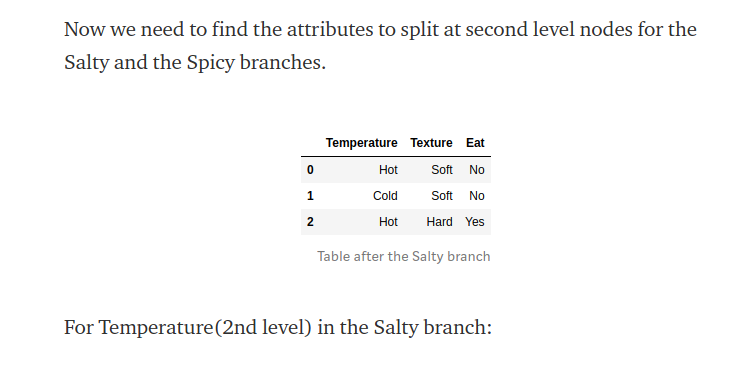 Now we need to find the attributes to split at second level nodes for the
Salty and the Spicy branches.
Temperature Texture Eat
0 Hot Soft No
1 Cold Soft No
2 Hot Hard Yes
Table after the Salty branch
For Temperature(2nd level) in the Salty branch: